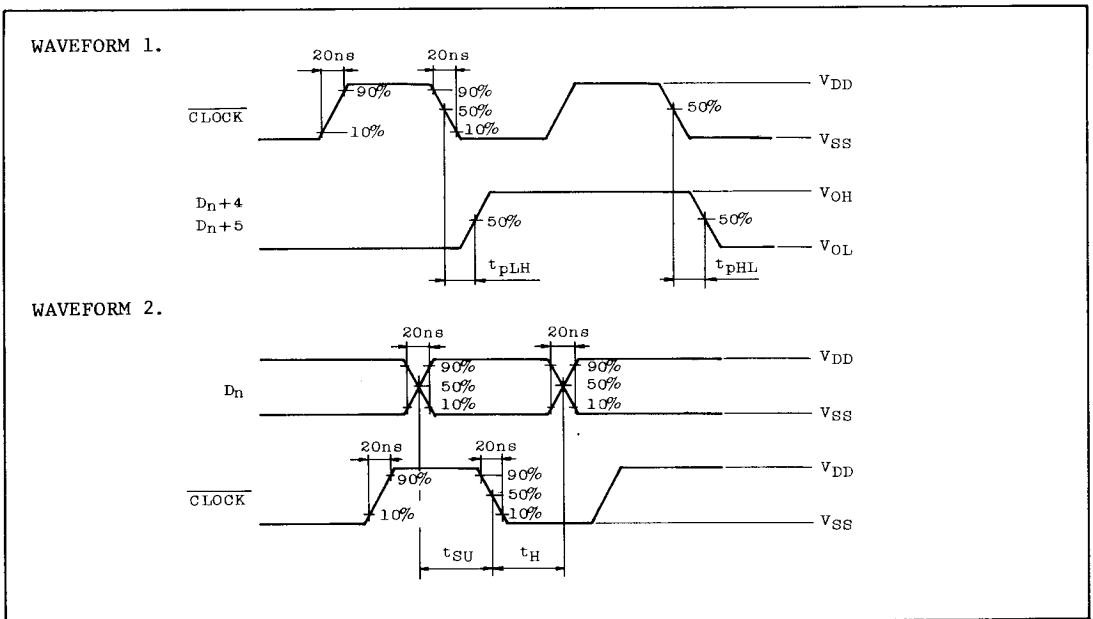 WAVEFORM 1.
20ns 20ns
90% 90% VDD
CLOCK 50% 50%
10% 10% VSS
Dn+4 VOH
Dn+5 50% 50%
VOL
tpLH tpHL
WAVEFORM 2.
20ns 20ns
VDD
90% 90%
Dn 50% 50%
10% 10% VSS
20ns 20ns
VDD
90% 90%
CLOCK 50%
10% 10% VSS
tSU tH